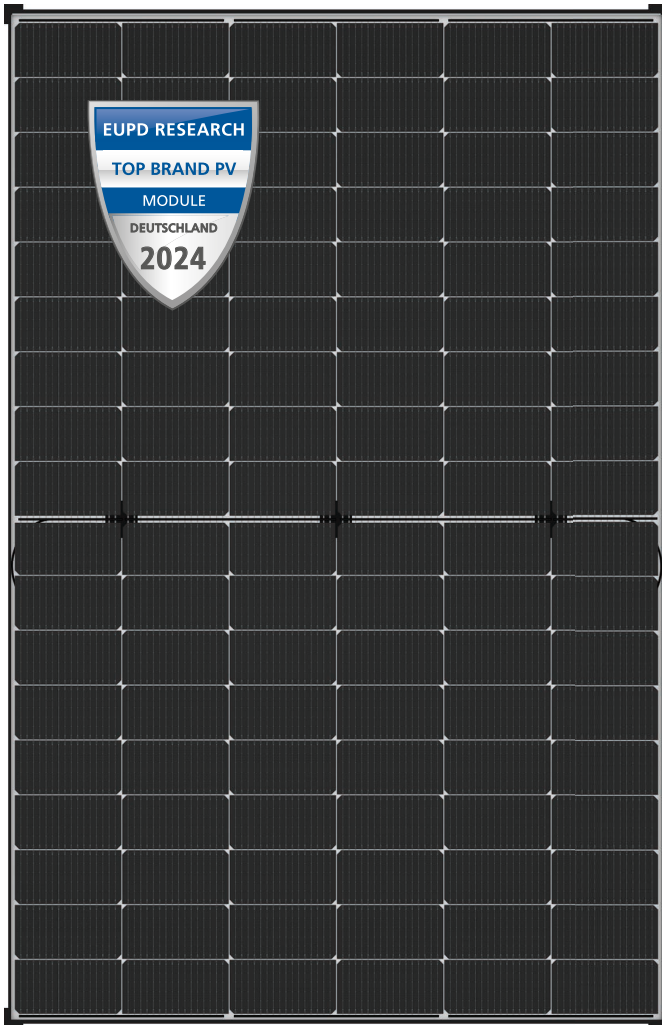 EUPD RESEARCH
TOP BRAND PV
MODULE
DEUTSCHLAND
2024